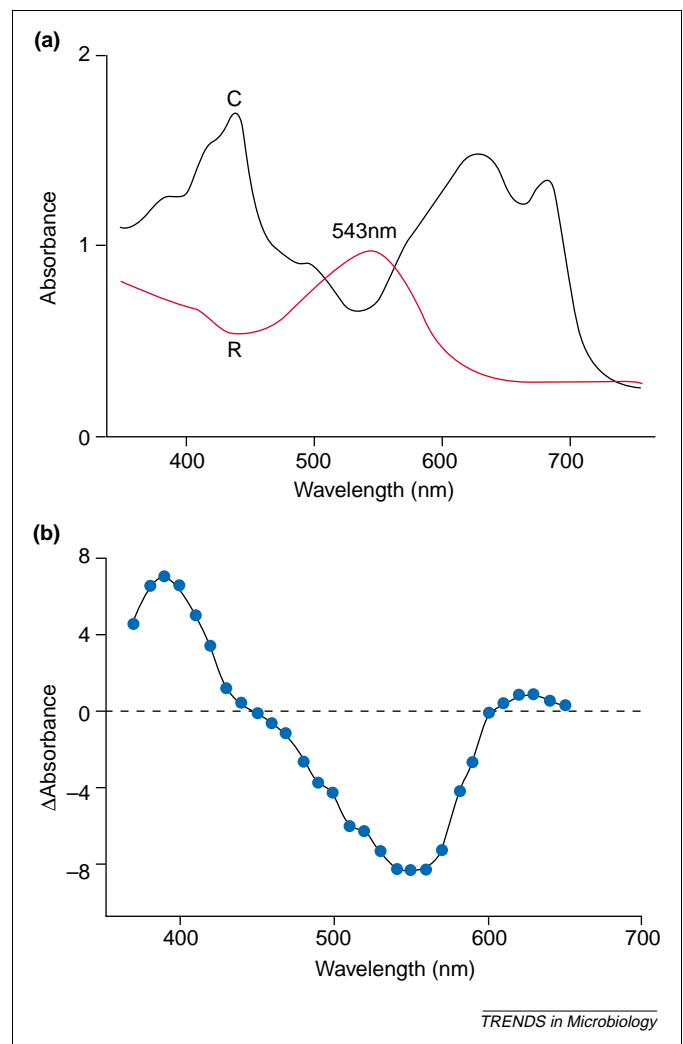 (a)
2
C
543nm
1
R
0
400 500 600 700
Absorbance
Wavelength (nm)
(b)
8
4
0
–4
–8
400 500 600 700
ΔAbsorbance
Wavelength (nm)
TRENDS in Microbiology